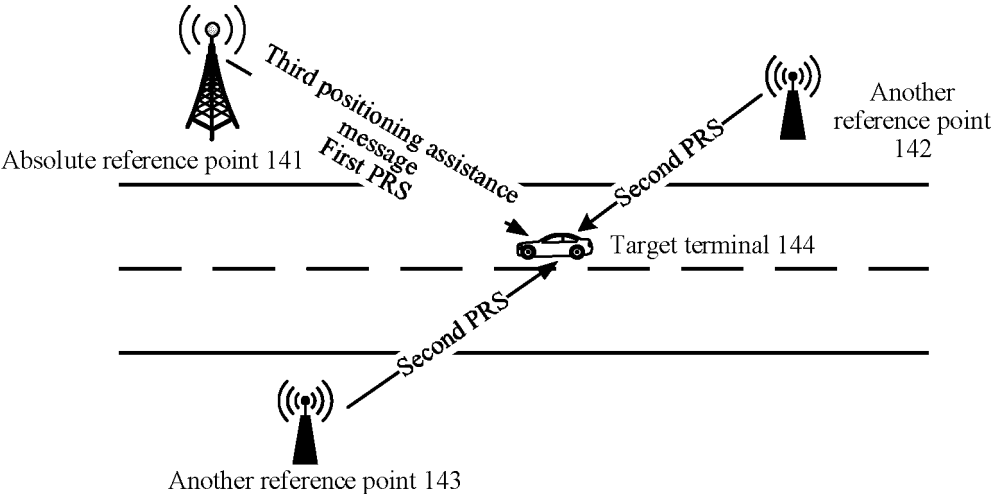 Third positioning assistance
message
First PRS
Absolute reference point 141
Another
reference point
142
Second PRS
Target terminal 144
Second PRS
Another reference point 143